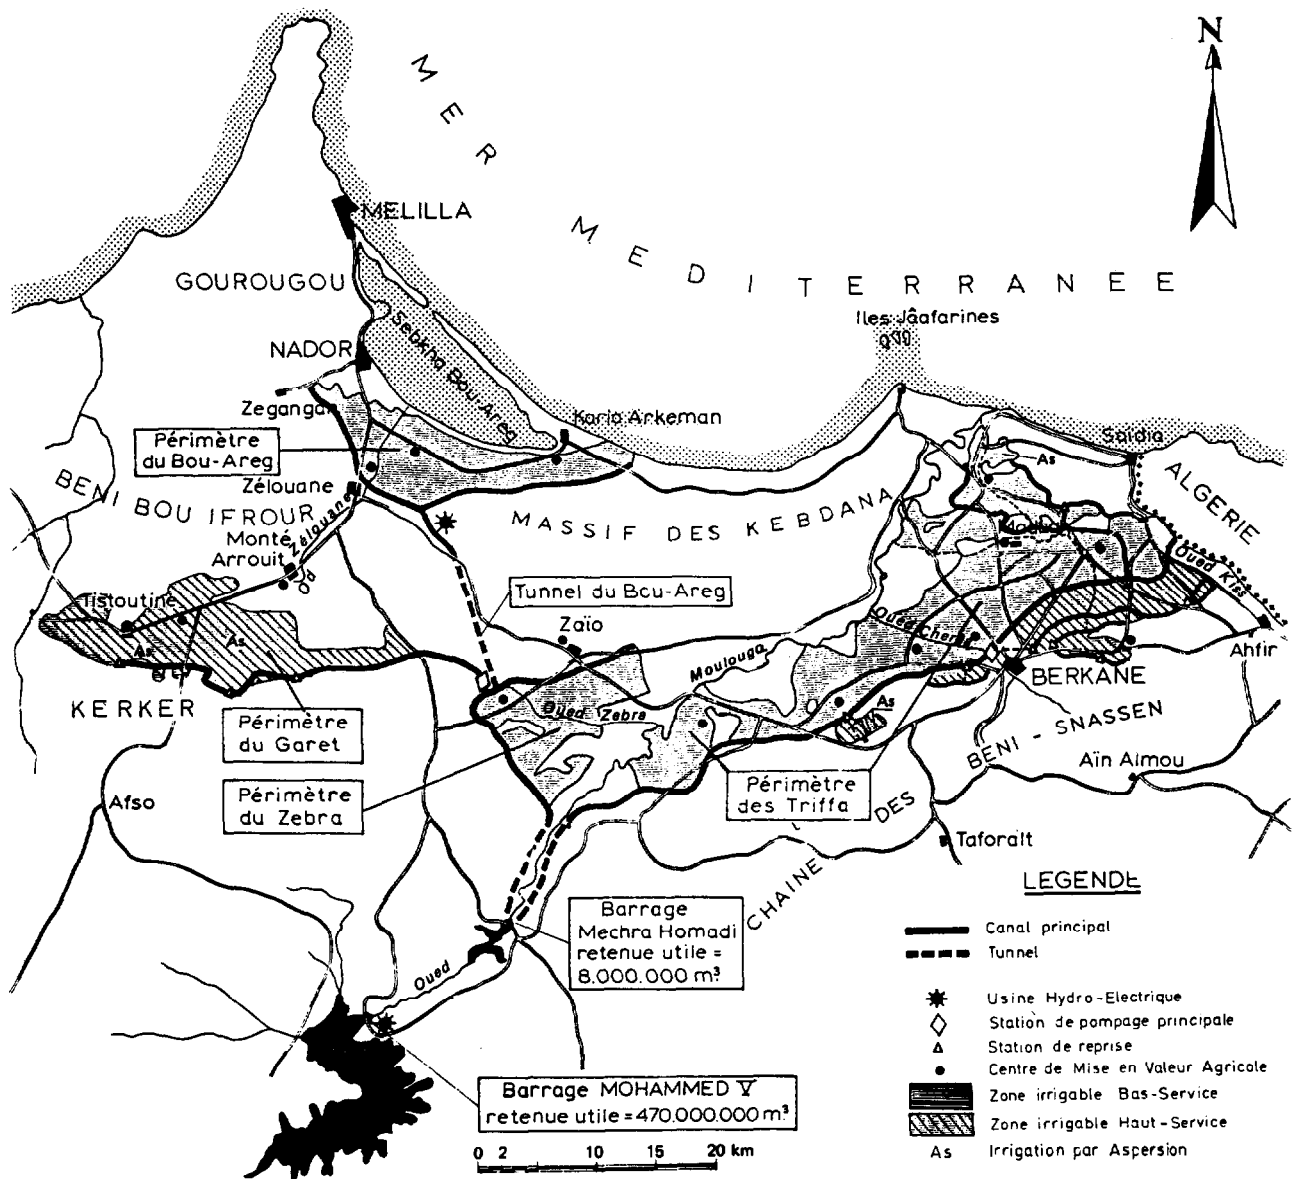 N
MER MEDITERRANEE
MELILLA
GOUROUGOU
Iles Jâafarines
NADOR
Sebkha Bou-Areg
Zegangan
Karia Arkeman
Périmètre
du Bou-Areg
Saïdia
As
ALGERIE
Zélouane
BENI BOU IFROUR
MASSIF DES KEBDANA
Monté
Arrouit
Od Zélouane
Oued Kiss
Tunnel du Bou-Areg
Tistoutine
As
As
Zaïo
Moulouga
Ahfir
BERKANE
KERKER
Oued Zebra
As
Périmètre
du Garet
BENI - SNASSEN
Aïn Almou
Périmètre
du Zebra
Périmètre
des Triffa
Afso
CHAINE DES
Taforalt
LEGENDE
Barrage
Mechra Homadi
retenue utile =
8.000.000 m³
Oued
Canal principal
Tunnel
Usine Hydro-Electrique
Station de pompage principale
Station de reprise
Centre de Mise en Valeur Agricole
Zone irrigable Bas-Service
Zone irrigable Haut-Service
As Irrigation par Aspersion
Barrage MOHAMMED V
retenue utile =470.000.000 m³
0 2 10 15 20 km